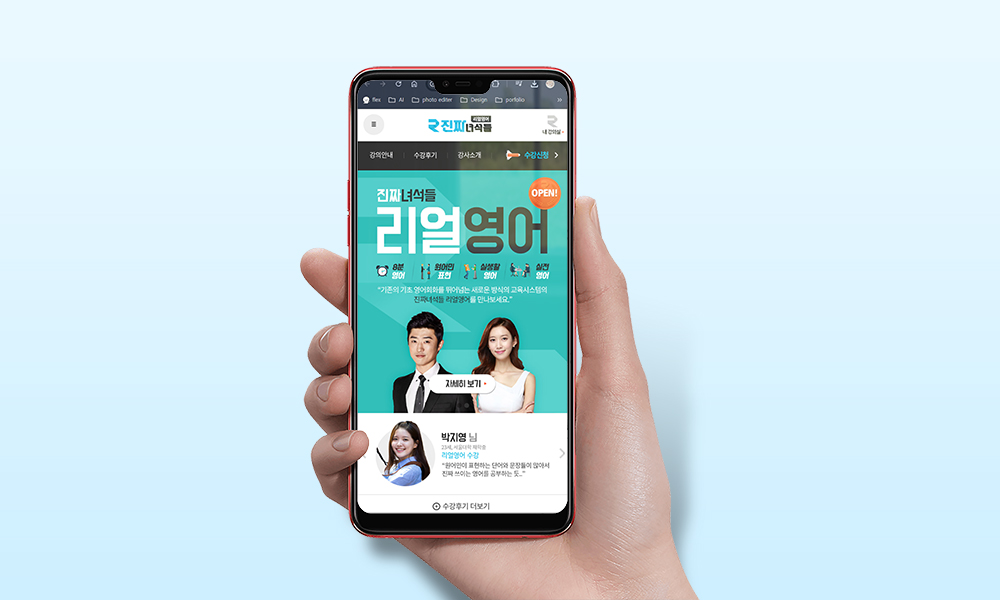 flex AI photo editer Design porfolio »
진짜녀석들 리얼영어
내 강의실
강의안내 수강후기 강사소개 수강신청
OPEN!
진짜녀석들
리얼영어
8분 원어민 실생활 실전
영어 표현 영어 영어
“기존의 기초 영어회화를 뛰어넘는 새로운 방식의 교육시스템의
진짜녀석들 리얼영어를 만나보세요.”
자세히 보기
박지영 님
23세, 서울대학 재학중
리얼영어 수강
“원어민이 표현하는 단어와 문장들이 많아서
진짜 쓰이는 영어를 공부하는 듯..”
수강후기 더보기